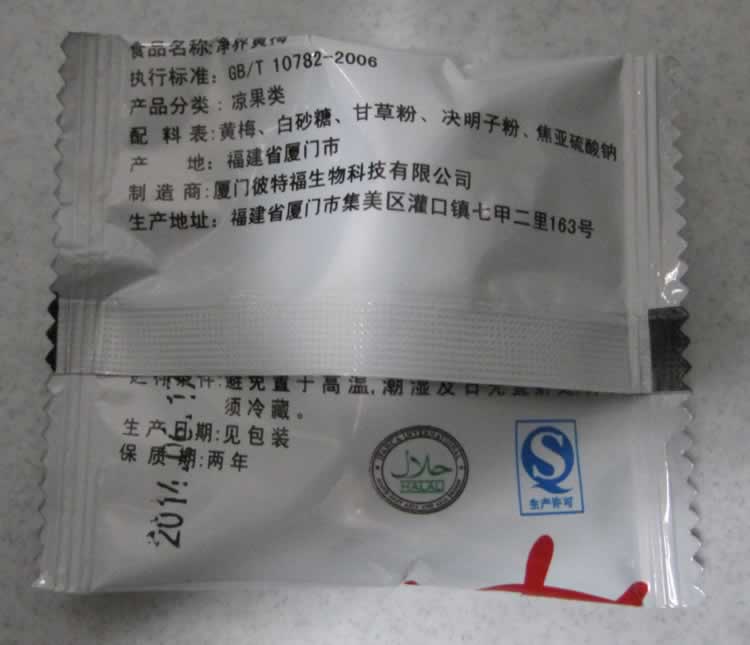 食品名称:净界黄梅
执行标准：GB/T 10782-2006
产品分类：凉果类
配料表:黄梅、白砂糖、甘草粉、决明子粉、焦亚硫酸钠
产地：福建省厦门市
制造商:厦门彼特福生物科技有限公司
生产地址：福建省厦门市集美区灌口镇七甲二里163号
条件:避免置于高温,潮湿及日光
须冷藏。
生产日期:见包装
保质期:两年
2014
حلال
HALAL
生产许可